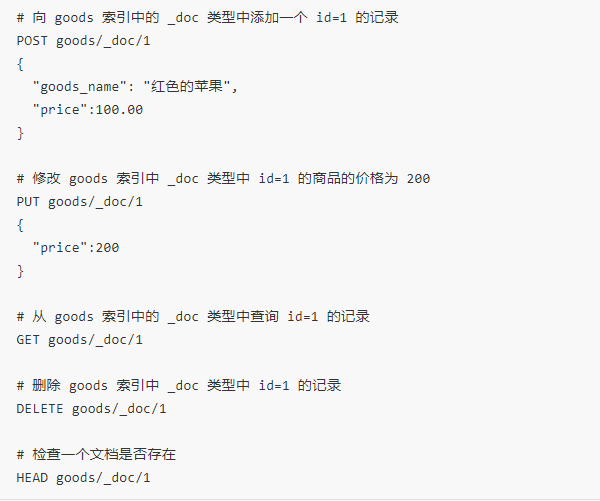 # 向 goods 索引中的 _doc 类型中添加一个 id=1 的记录
POST goods/_doc/1
{
  "goods_name": "红色的苹果",
  "price":100.00
}
# 修改 goods 索引中 _doc 类型中 id=1 的商品的价格为 200
PUT goods/_doc/1
{
  "price":200
}
# 从 goods 索引中的 _doc 类型中查询 id=1 的记录
GET goods/_doc/1
# 删除 goods 索引中 _doc 类型中 id=1 的记录
DELETE goods/_doc/1
# 检查一个文档是否存在
HEAD goods/_doc/1